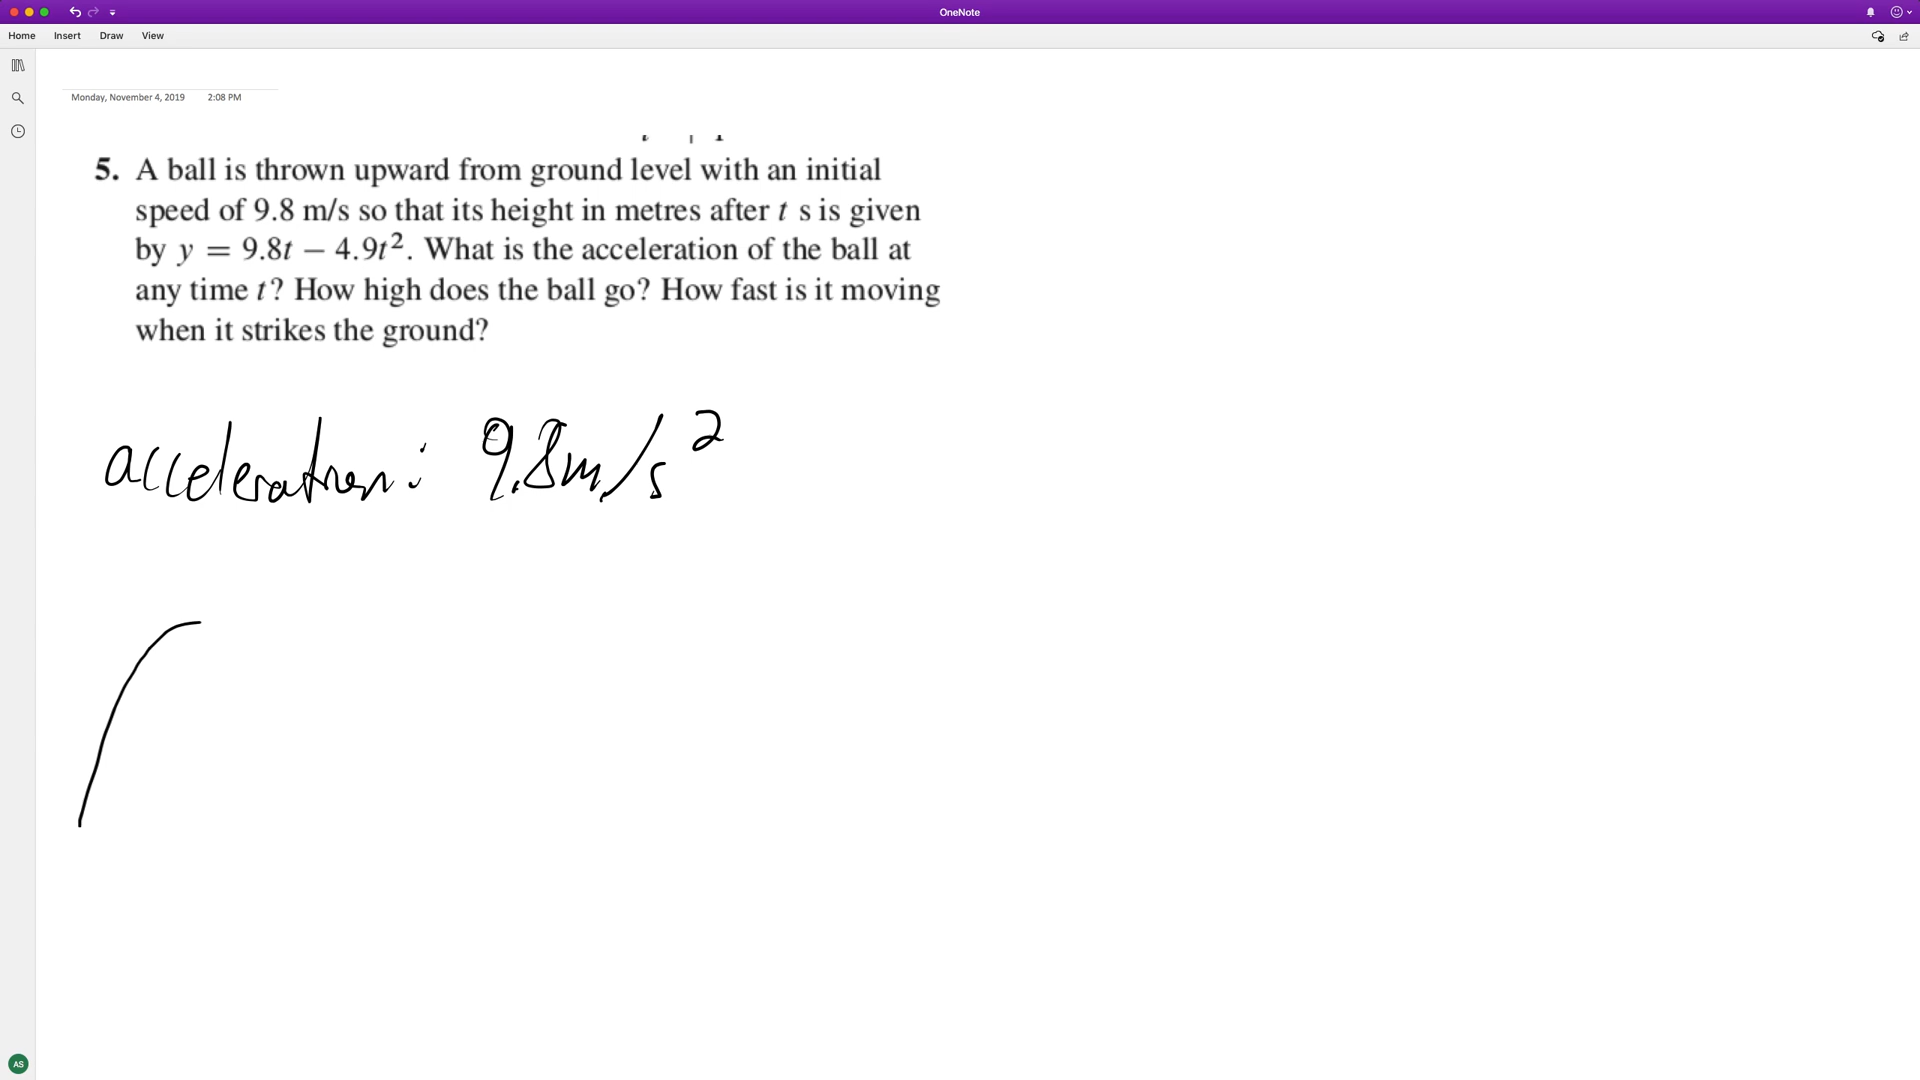 OneNote
Home Insert Draw View
Monday, November 4, 2019 2:08 PM
5. A ball is thrown upward from ground level with an initial
speed of 9.8 m/s so that its height in metres after t s is given
by y = 9.8t − 4.9t². What is the acceleration of the ball at
any time t? How high does the ball go? How fast is it moving
when it strikes the ground?
acceleration: 9.8m/s²
AS